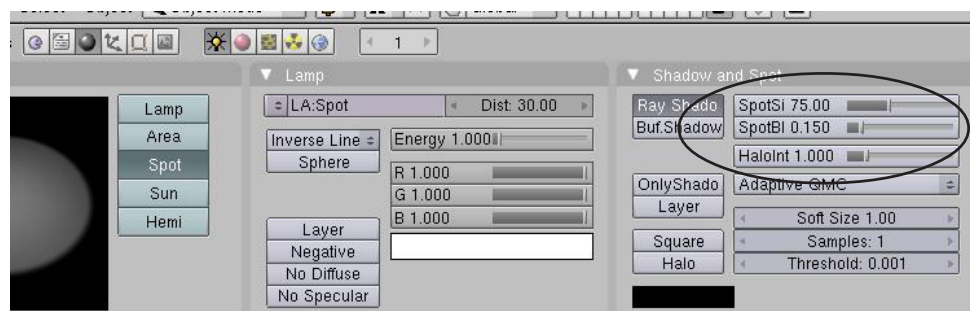 1
Lamp
Shadow and Spot
Lamp
Area
Spot
Sun
Hemi
LA:Spot
Dist: 30.00
Inverse Line
Sphere
Energy 1.000
R 1.000
G 1.000
B 1.000
Layer
Negative
No Diffuse
No Specular
Ray Shado
Buf.Shadow
SpotSi 75.00
SpotBl 0.150
HaloInt 1.000
OnlyShado
Layer
Adaptive QMC
Square
Halo
Soft Size 1.00
Samples: 1
Threshold: 0.001